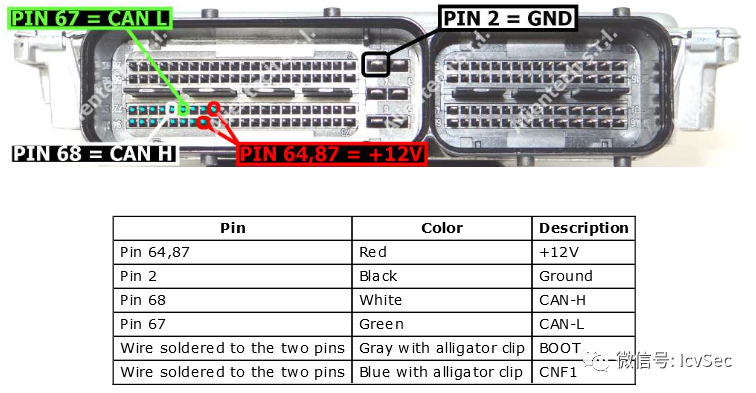 PIN 67 = CAN L
PIN 2 = GND
PIN 68 = CAN H
PIN 64,87 = +12V
Pin Color Description
Pin 64,87 Red +12V
Pin 2 Black Ground
Pin 68 White CAN-H
Pin 67 Green CAN-L
Wire soldered to the two pins Gray with alligator clip BOOT
Wire soldered to the two pins Blue with alligator clip CNF1
微信号: IcvSec